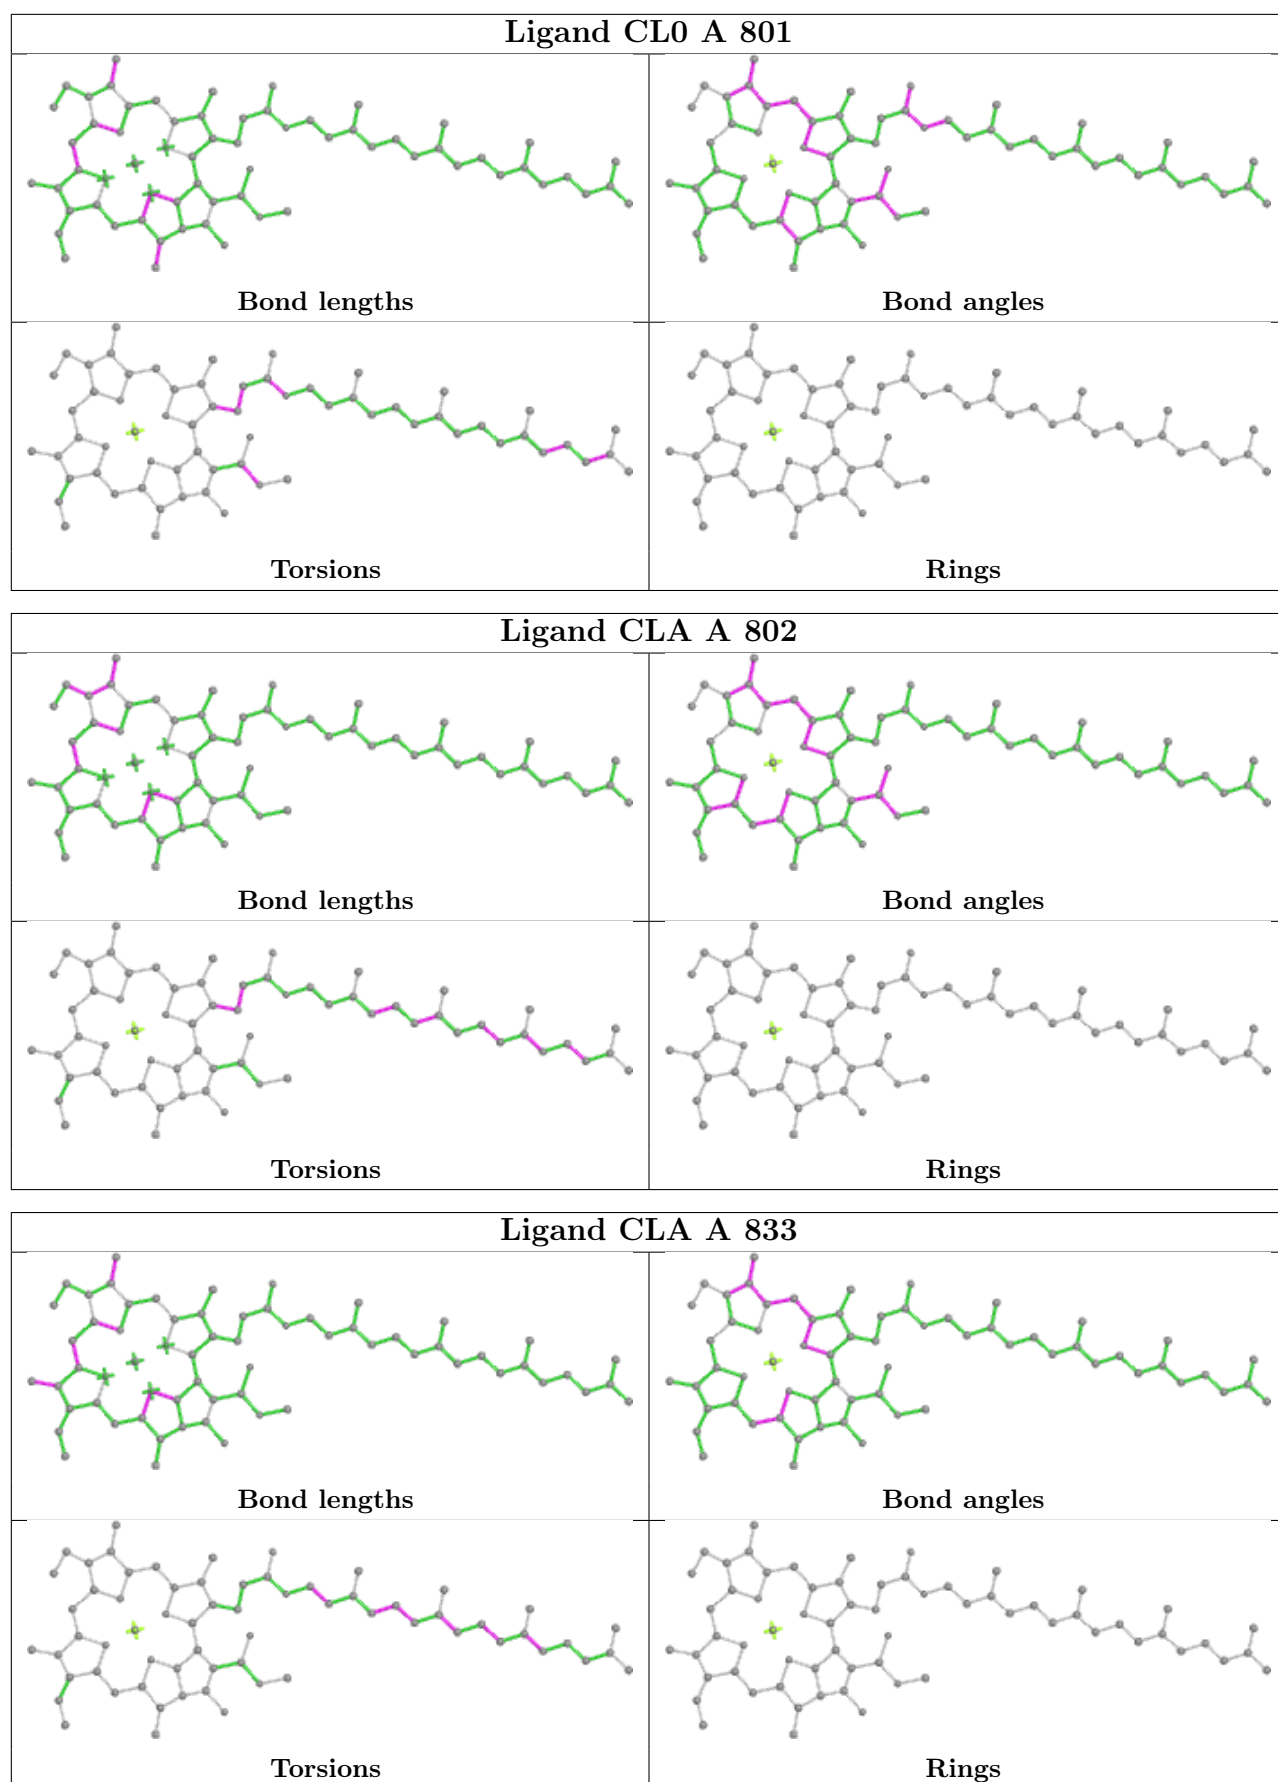 Ligand CL0 A 801
Bond lengths
Bond angles
Torsions
Rings
Ligand CLA A 802
Bond lengths
Bond angles
Torsions
Rings
Ligand CLA A 833
Bond lengths
Bond angles
Torsions
Rings